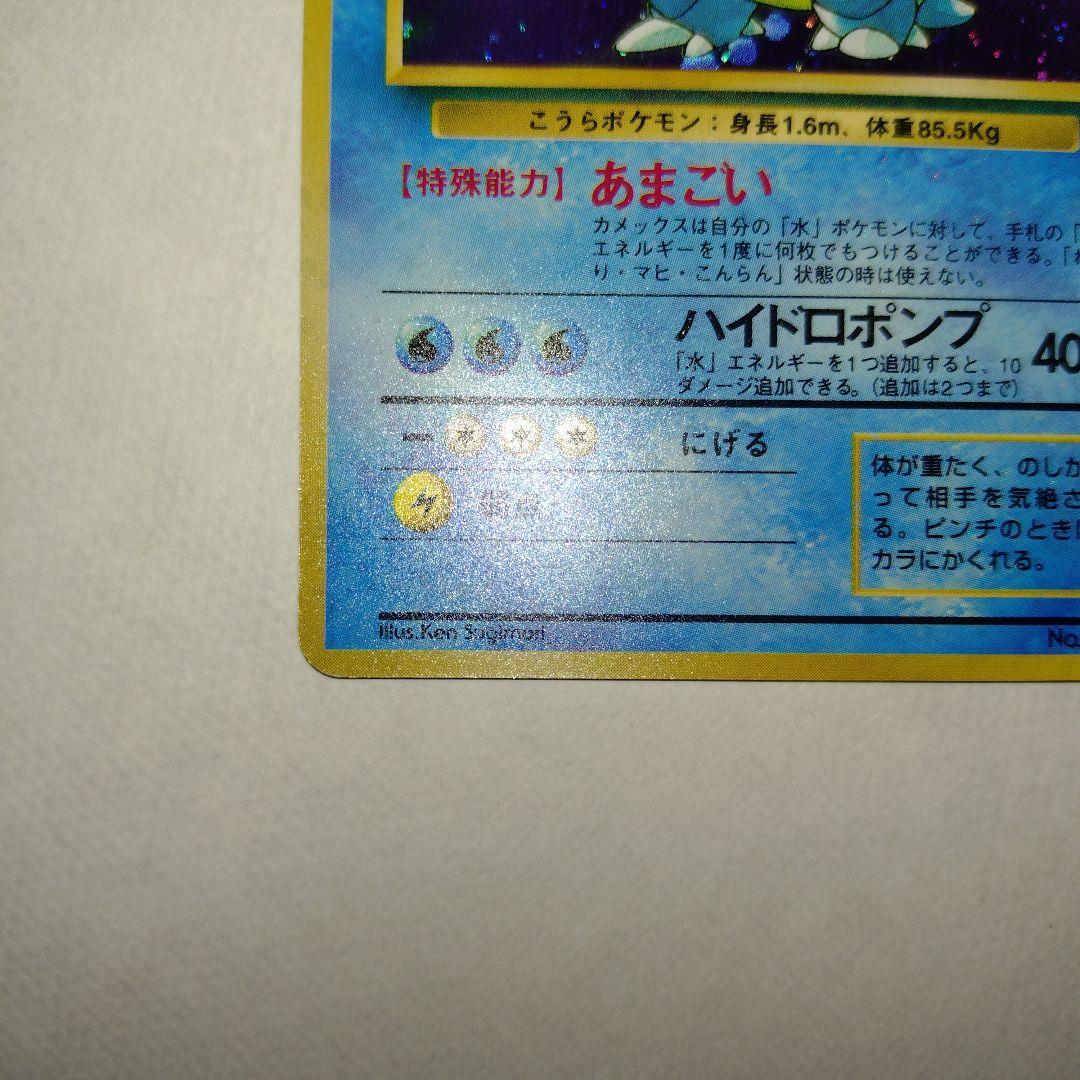 こうらポケモン：身長1.6m、体重85.5Kg
【特殊能力】 あまごい
カメックスは自分の「水」ポケモンに対して、手札の「
エネルギーを1度に何枚でもつけることができる。「ね
り・マヒ・こんらん」状態の時は使えない。
ハイドロポンプ 40
「水」エネルギーを1つ追加すると、10
ダメージ追加できる。（追加は2つまで）
にげる
弱点
体が重たく、のしか
って相手を気絶さ
る。ピンチのとき
カラにかくれる。
Illus.Ken Sugimori
No.